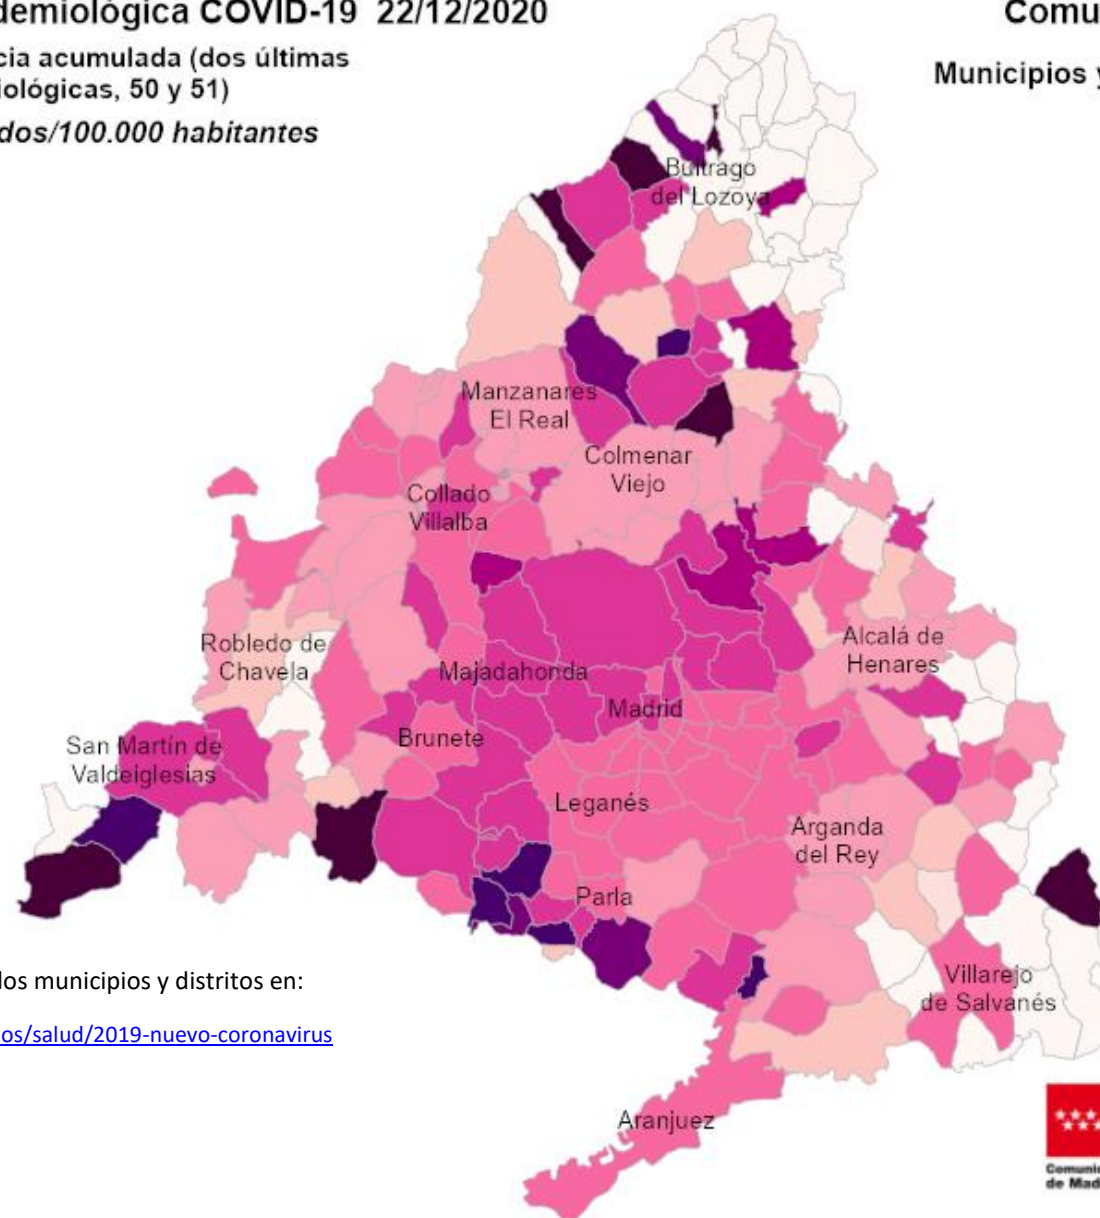 demiológica COVID-19 22/12/2020
cia acumulada (dos últimas
iológicas, 50 y 51)
dos/100.000 habitantes
Comu
Municipios y
Buitrago
del Lozoya
Manzanares
El Real
Colmenar
Viejo
Collado
Villalba
Robledo de
Chavela
Alcalá de
Henares
Majadahonda
Madrid
San Martín de
Valdeiglesias
Brunete
Leganés
Arganda
del Rey
Parla
los municipios y distritos en:
Villarejo
de Salvanés
os/salud/2019-nuevo-coronavirus
Aranjuez
Comunid
de Mad